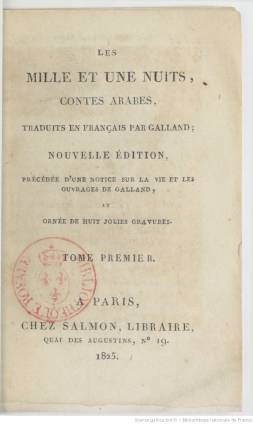 LES
MILLE ET UNE NUITS,
CONTES ARABES,
TRADUITS EN FRANÇAIS PAR GALLAND;
NOUVELLE ÉDITION,
PRÉCÉDÉE D'UNE NOTICE SUR LA VIE ET LES
OUVRAGES DE GALLAND;
ET
ORNÉE DE HUIT JOLIES GRAVURES.
TOME PREMIER.
BIBLIOTHEQUE ROYALE
A PARIS,
CHEZ SALMON, LIBRAIRE,
QUAI DES AUGUSTINS, N° 19.
1825.
Source gallica.bnf.fr / Bibliothèque nationale de France